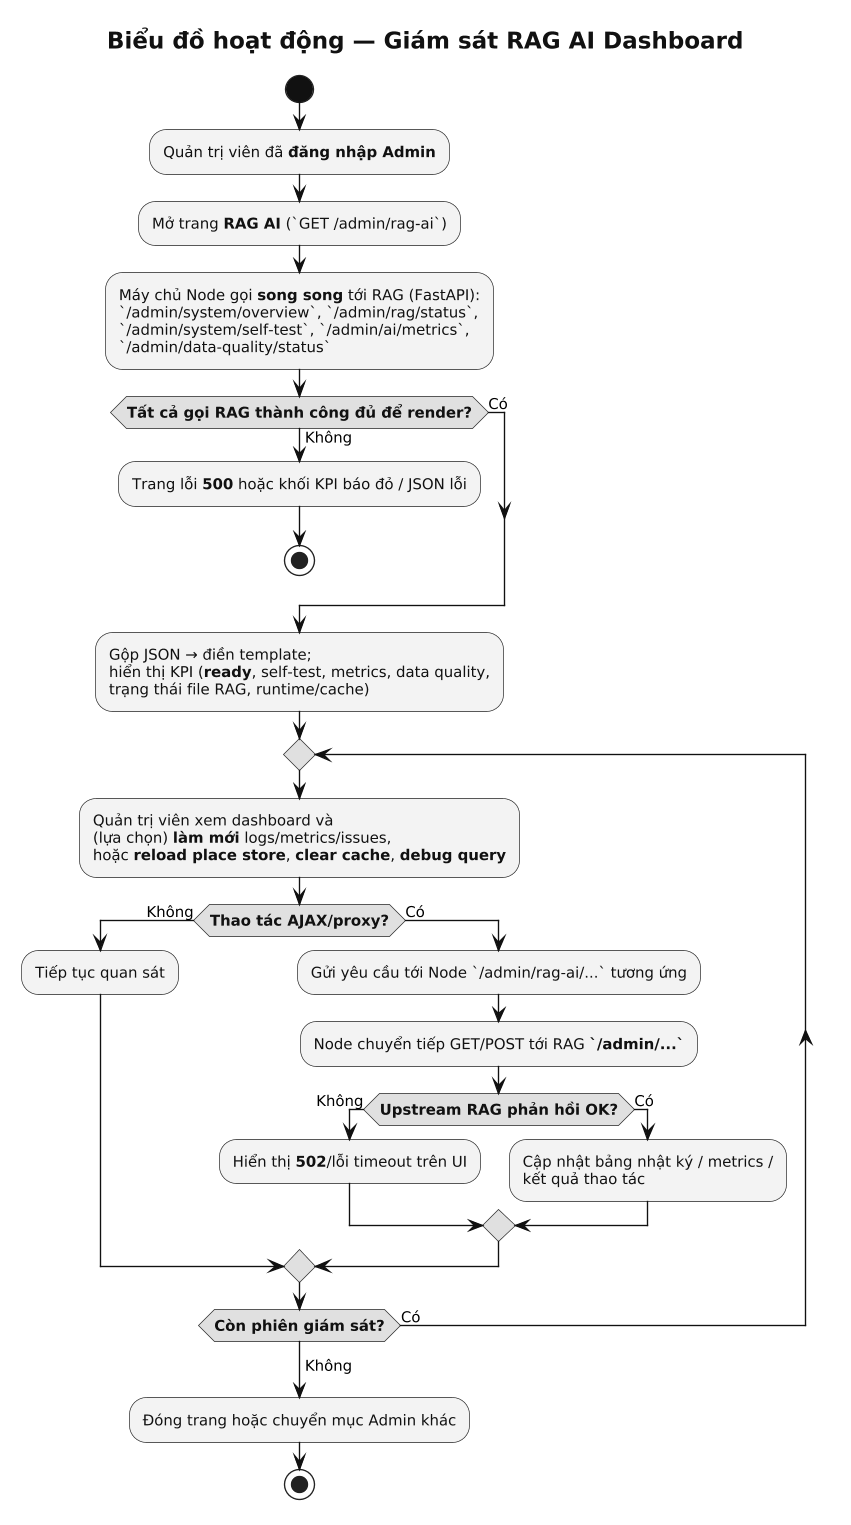 Biểu đồ hoạt động — Giám sát RAG AI Dashboard
Quản trị viên đã đăng nhập Admin
Mở trang RAG AI (`GET /admin/rag-ai`)
Máy chủ Node gọi song song tới RAG (FastAPI):
`/admin/system/overview`, `/admin/rag/status`,
`/admin/system/self-test`, `/admin/ai/metrics`,
`/admin/data-quality/status`
Tất cả gọi RAG thành công đủ để render?
Có
Không
Trang lỗi 500 hoặc khối KPI báo đỏ / JSON lỗi
Gộp JSON → điền template;
hiển thị KPI (ready, self-test, metrics, data quality,
trạng thái file RAG, runtime/cache)
Quản trị viên xem dashboard và
(lựa chọn) làm mới logs/metrics/issues,
hoặc reload place store, clear cache, debug query
Không
Thao tác AJAX/proxy?
Có
Tiếp tục quan sát
Gửi yêu cầu tới Node `/admin/rag-ai/...` tương ứng
Node chuyển tiếp GET/POST tới RAG `/admin/...`
Không
Upstream RAG phản hồi OK?
Có
Hiển thị 502/lỗi timeout trên UI
Cập nhật bảng nhật ký / metrics /
kết quả thao tác
Còn phiên giám sát?
Có
Không
Đóng trang hoặc chuyển mục Admin khác